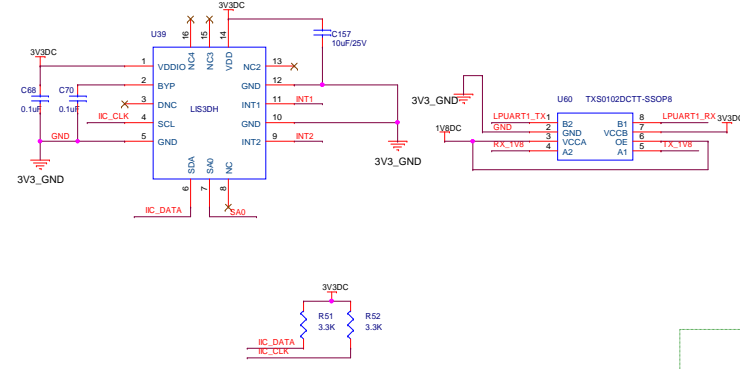 3V3DC
U39
C157
10uF/25V
16
15
14
NC4
NC3
VDD
3V3DC
1
VDDIO
NC2
13
C68
C70
2
BYP
GND
12
0.1uF
0.1uF
3
DNC
INT1
11
INT1
IIC_CLK
4
SCL
LIS3DH
GND
10
GND
5
GND
INT2
9
INT2
3V3_GND
3V3_GND
SDA
SA0
NC
6
7
8
IIC_DATA
SA0
U60
TXS0102DCTT-SSOP8
3V3_GND
LPUART1_TX
1
B2
B1
8
LPUART1_RX
3V3DC
GND
2
GND
VCCB
7
1V8DC
3
VCCA
OE
6
RX_1V8
4
A2
A1
5
TX_1V8
3V3DC
R51
R52
3.3K
3.3K
IIC_DATA
IIC_CLK